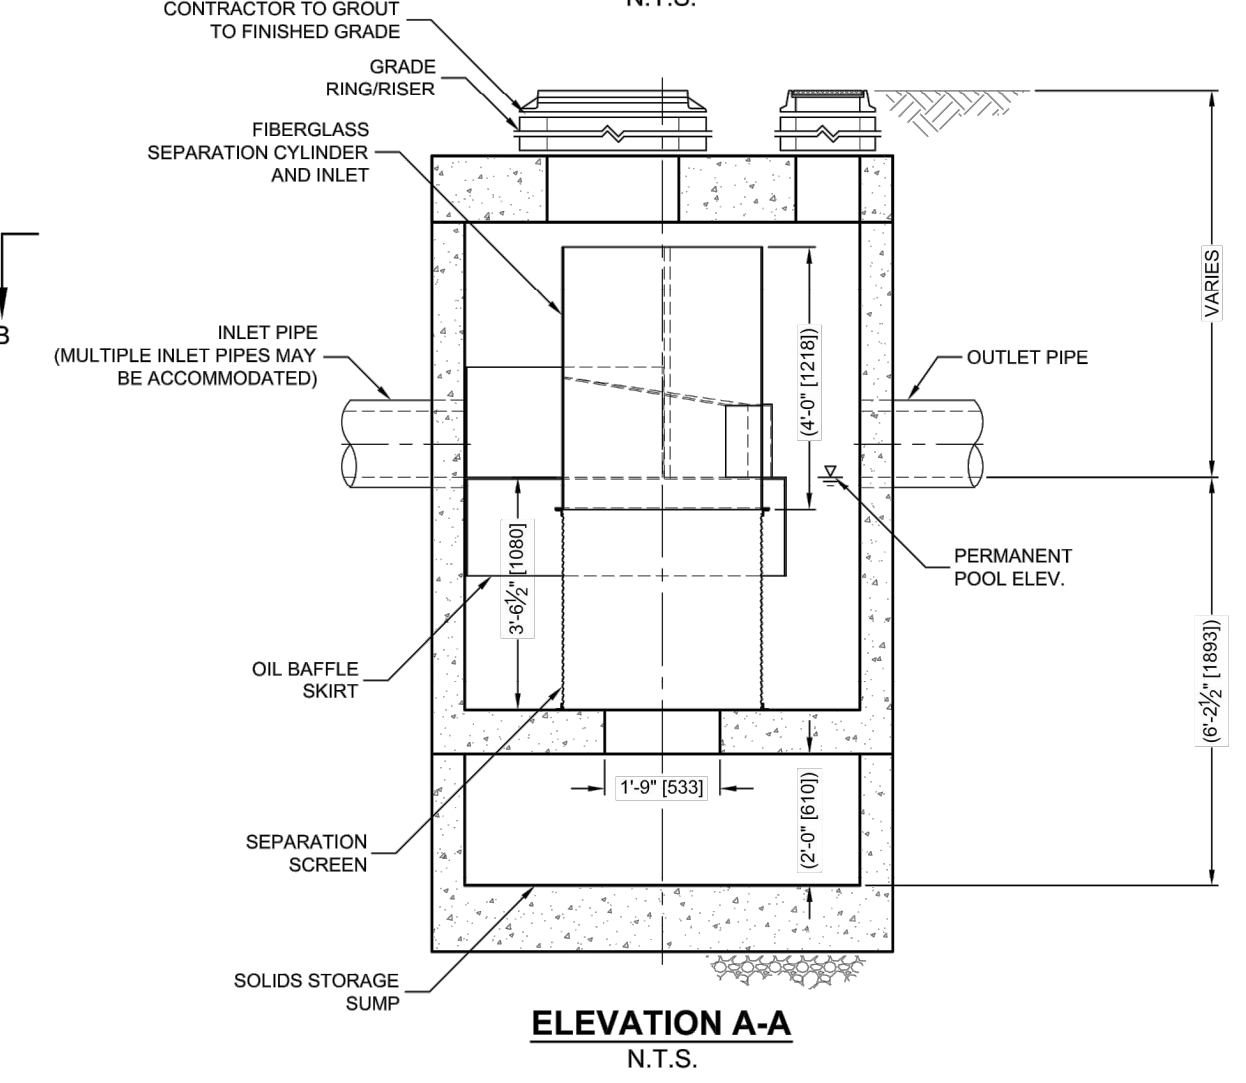 N.T.S.
CONTRACTOR TO GROUT
TO FINISHED GRADE
GRADE
RING/RISER
FIBERGLASS
SEPARATION CYLINDER
AND INLET
B
INLET PIPE
(MULTIPLE INLET PIPES MAY
BE ACCOMMODATED)
(4'-0" [1218])
VARIES
OUTLET PIPE
3'-6½" [1080]
PERMANENT
POOL ELEV.
OIL BAFFLE
SKIRT
(6'-2½" [1893])
1'-9" [533]
(2'-0" [610])
SEPARATION
SCREEN
SOLIDS STORAGE
SUMP
ELEVATION A-A
N.T.S.